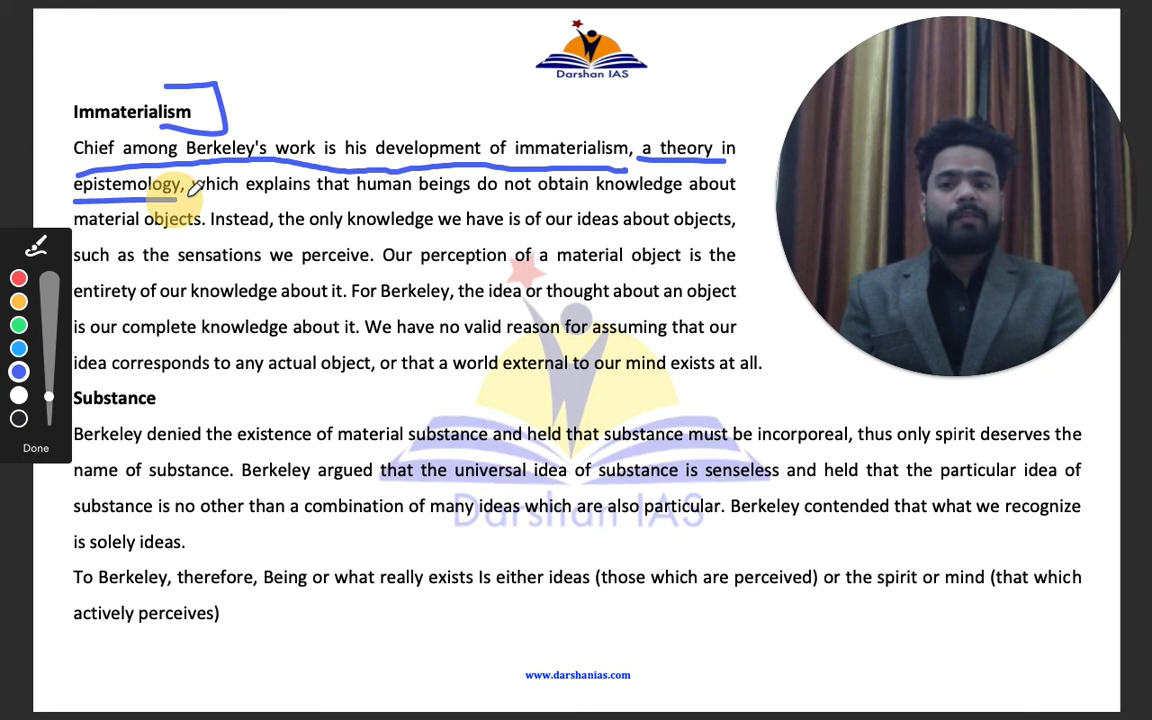 Darshan IAS
Immaterialism
Chief among Berkeley's work is his development of immaterialism, a theory in
epistemology, which explains that human beings do not obtain knowledge about
material objects. Instead, the only knowledge we have is of our ideas about objects,
such as the sensations we perceive. Our perception of a material object is the
entirety of our knowledge about it. For Berkeley, the idea or thought about an object
is our complete knowledge about it. We have no valid reason for assuming that our
idea corresponds to any actual object, or that a world external to our mind exists at all.
Substance
Berkeley denied the existence of material substance and held that substance must be incorporeal, thus only spirit deserves the
Done
name of substance. Berkeley argued that the universal idea of substance is senseless and held that the particular idea of
substance is no other than a combination of many ideas which are also particular. Berkeley contended that what we recognize
Darshan IAS
is solely ideas.
To Berkeley, therefore, Being or what really exists Is either ideas (those which are perceived) or the spirit or mind (that which
actively perceives)
www.darshanias.com